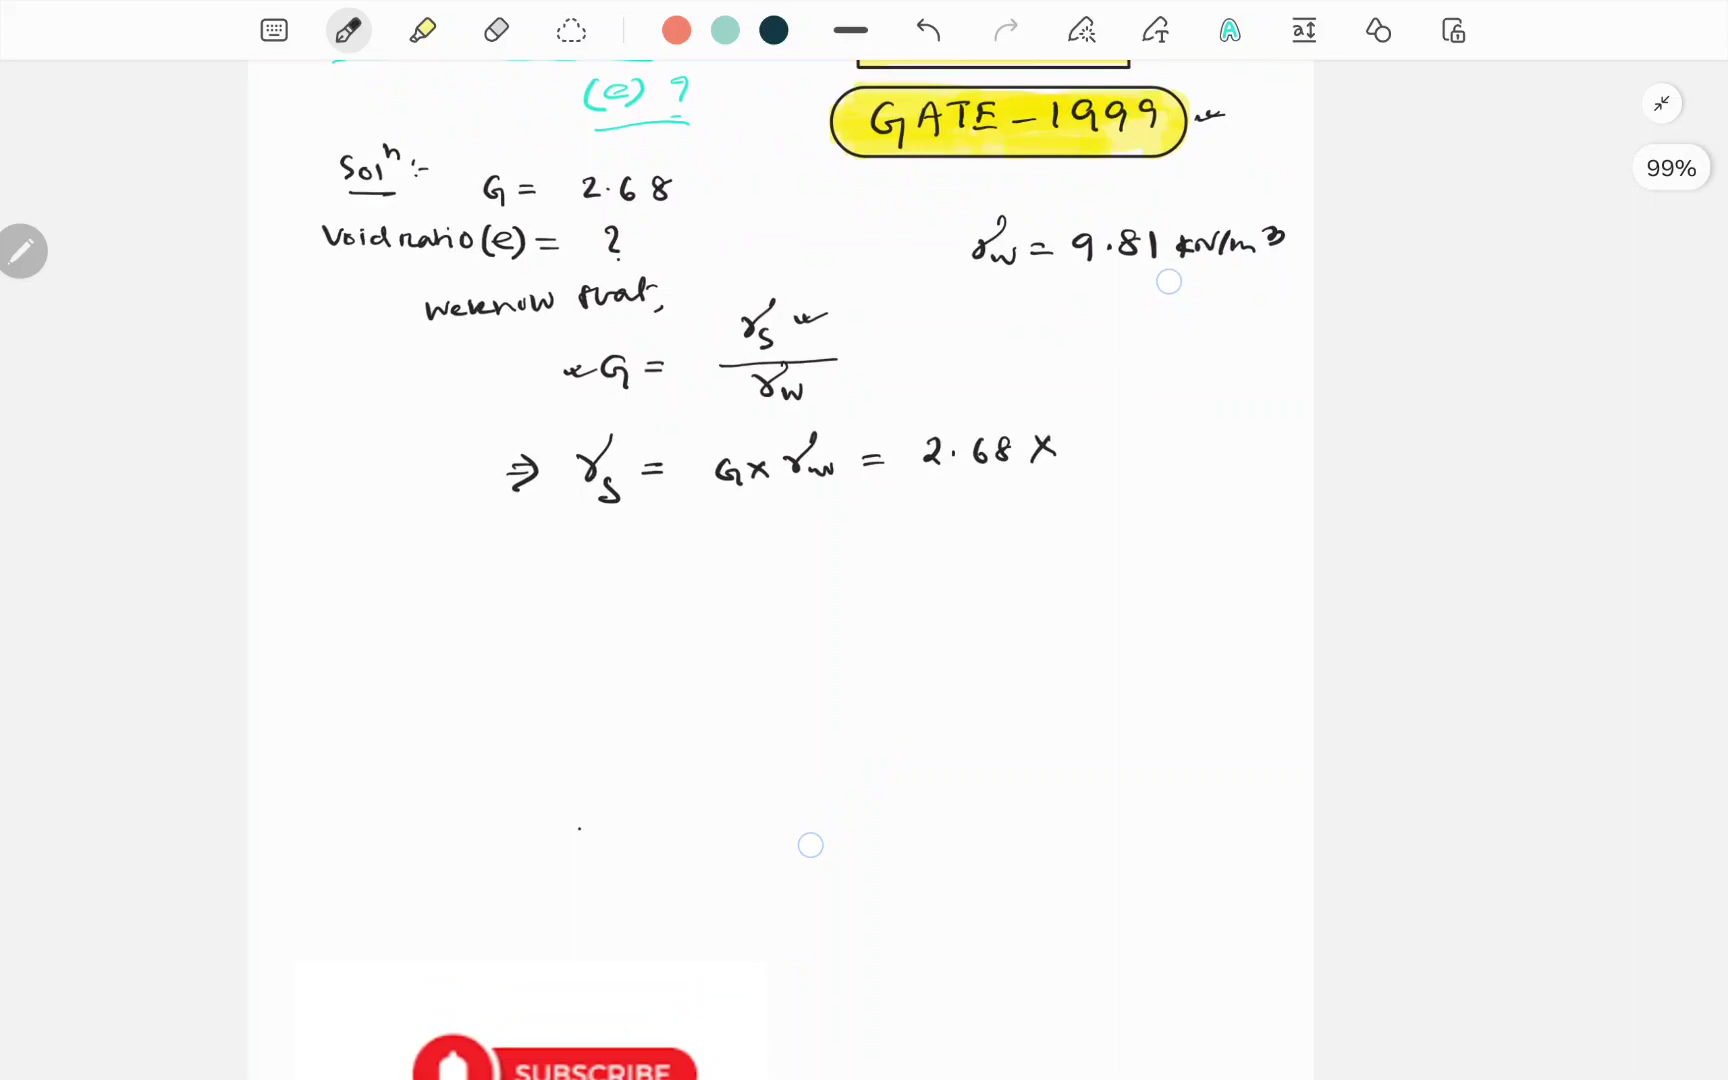 99%
(e) ?
GATE - 1999
Solⁿ :-
G = 2.68
Void ratio (e) = ?
γw = 9.81 kN/m³
we know that,
G = γs / γw
⇒ γs = G × γw = 2.68 ×
SUBSCRIBE